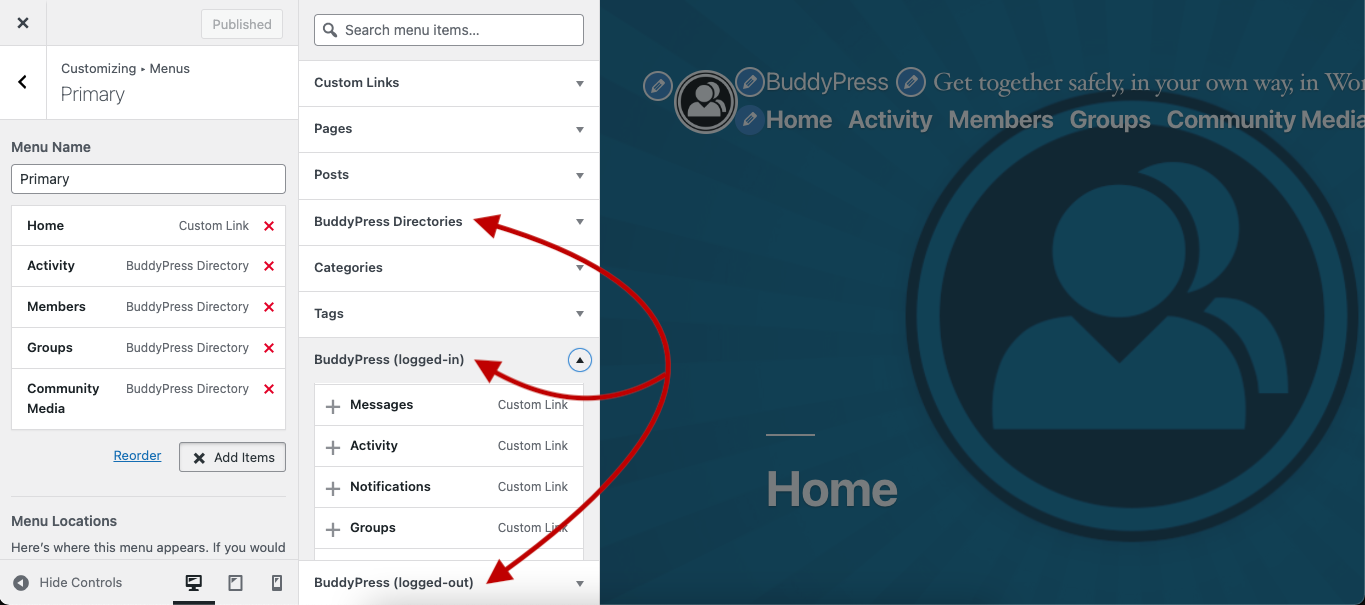 Published
Customizing ▸ Menus
Primary
Menu Name
Primary
Home Custom Link
Activity BuddyPress Directory
Members BuddyPress Directory
Groups BuddyPress Directory
Community BuddyPress Directory
Media
Reorder Add Items
Menu Locations
Here's where this menu appears. If you would
Hide Controls
Search menu items…
Custom Links
Pages
Posts
BuddyPress Directories
Categories
Tags
BuddyPress (logged-in)
Messages Custom Link
Activity Custom Link
Notifications Custom Link
Groups Custom Link
BuddyPress (logged-out)
BuddyPress Get together safely, in your own way, in Wor
Home Activity Members Groups Community Media
Home